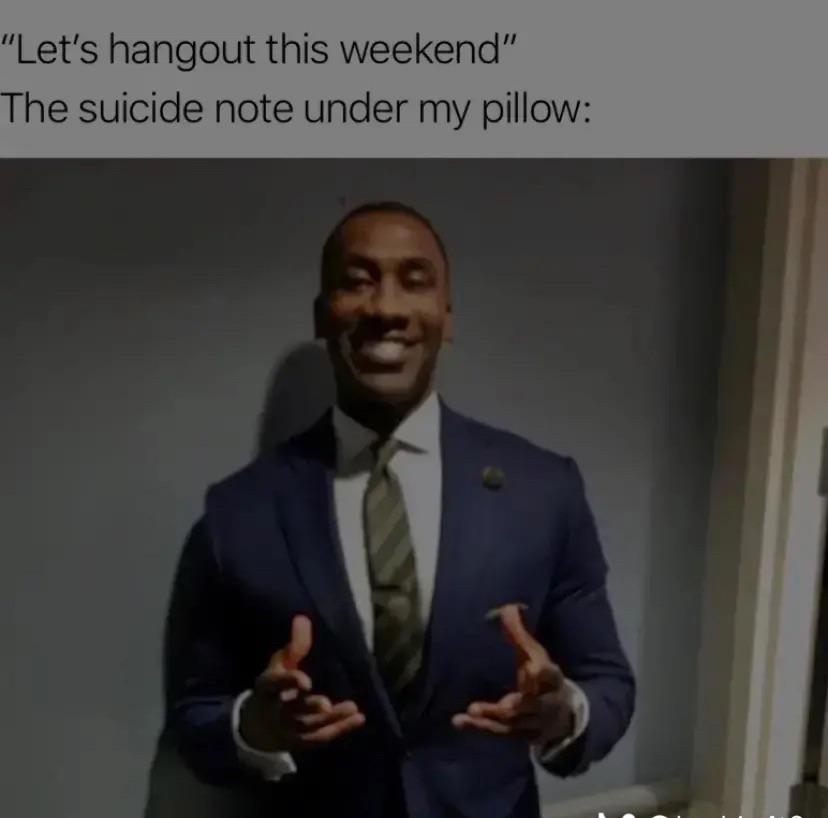 “Let’s hangout this weekend”
The suicide note under my pillow: